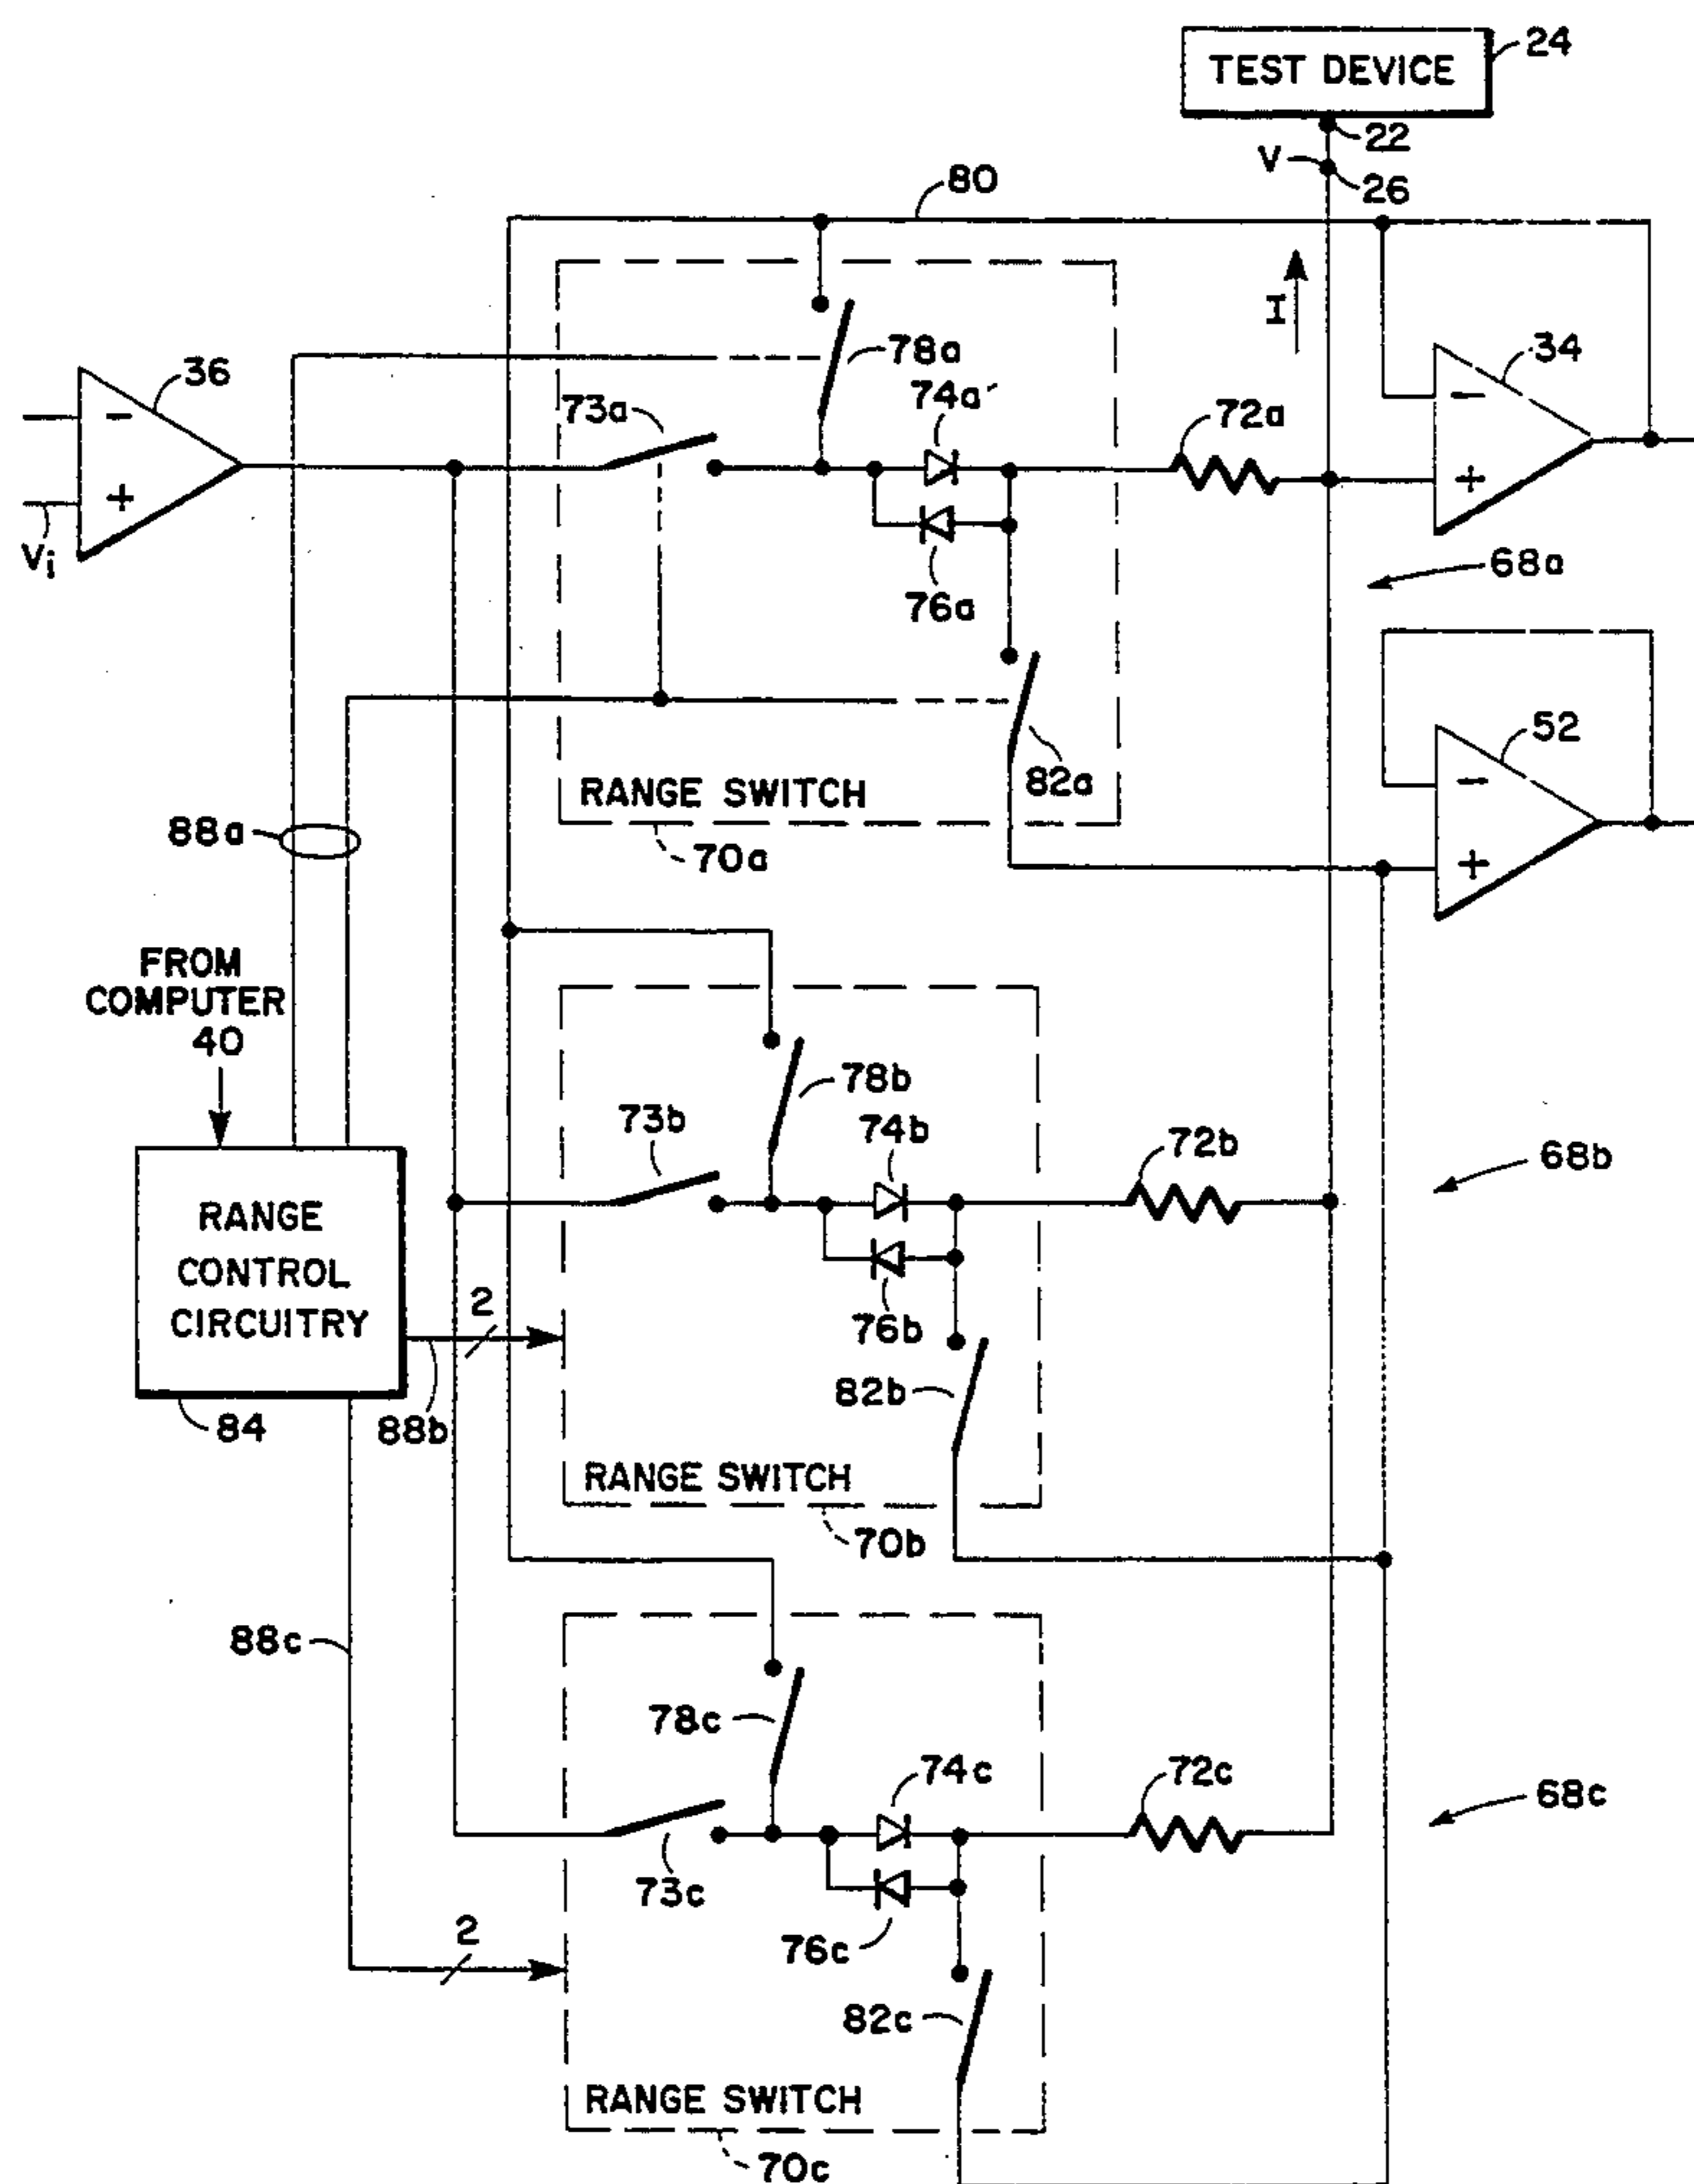 24
TEST DEVICE
22
V
26
80
I
36
78a
34
73a
74a'
72a
-
-
+
+
Vi
76a
68a
52
82a
-
RANGE SWITCH
88a
70a
+
FROM
COMPUTER
40
78b
73b
74b
72b
68b
RANGE
CONTROL
CIRCUITRY
2
76b
82b
84
88b
RANGE SWITCH
70b
88c
78c
74c
72c
68c
73c
2
76c
82c
RANGE SWITCH
70c